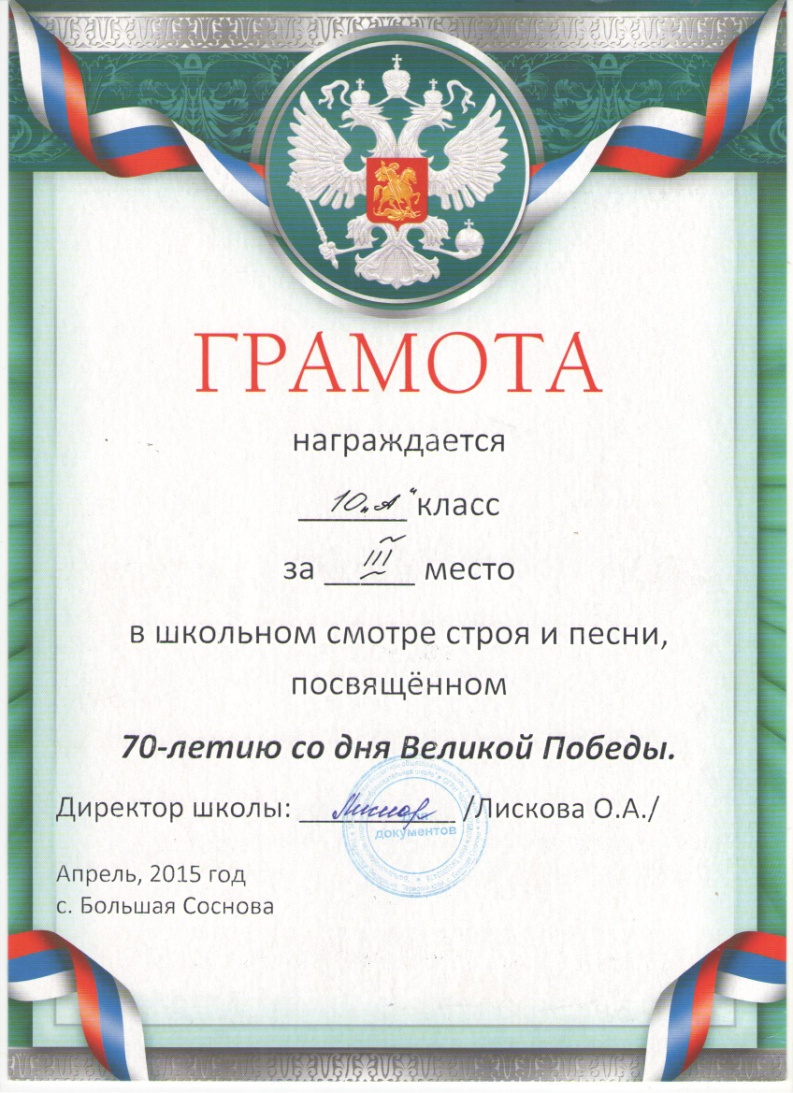 ГРАМОТА
награждается
10 „А“ класс
за III место
в школьном смотре строя и песни,
посвящённом
70-летию со дня Великой Победы.
Директор школы: /Лискова О.А./
документов
Апрель, 2015 год
с. Большая Соснова